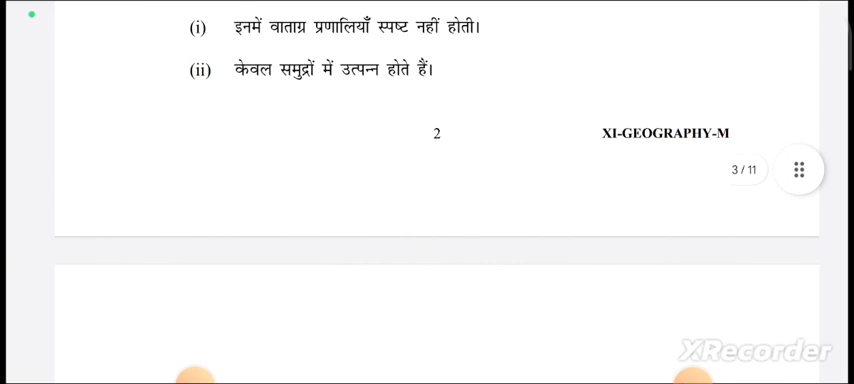 (i) इनमें वाताग्र प्रणालियाँ स्पष्ट नहीं होती।
(ii) केवल समुद्रों में उत्पन्न होते हैं।
2 XI-GEOGRAPHY-M
3 / 11
XRecorder